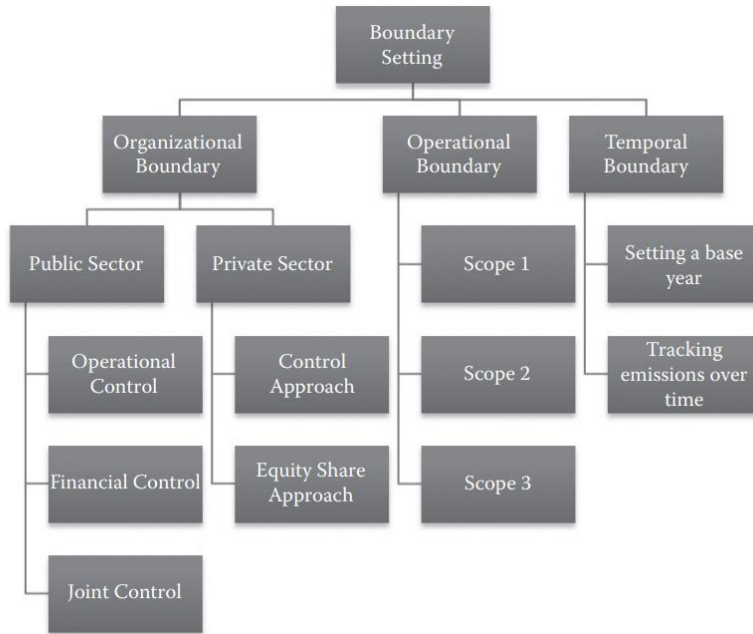 Boundary
Setting
Organizational
Boundary
Operational
Boundary
Temporal
Boundary
Public Sector
Private Sector
Scope 1
Setting a base
year
Operational
Control
Control
Approach
Scope 2
Tracking
emissions over
time
Financial Control
Equity Share
Approach
Scope 3
Joint Control